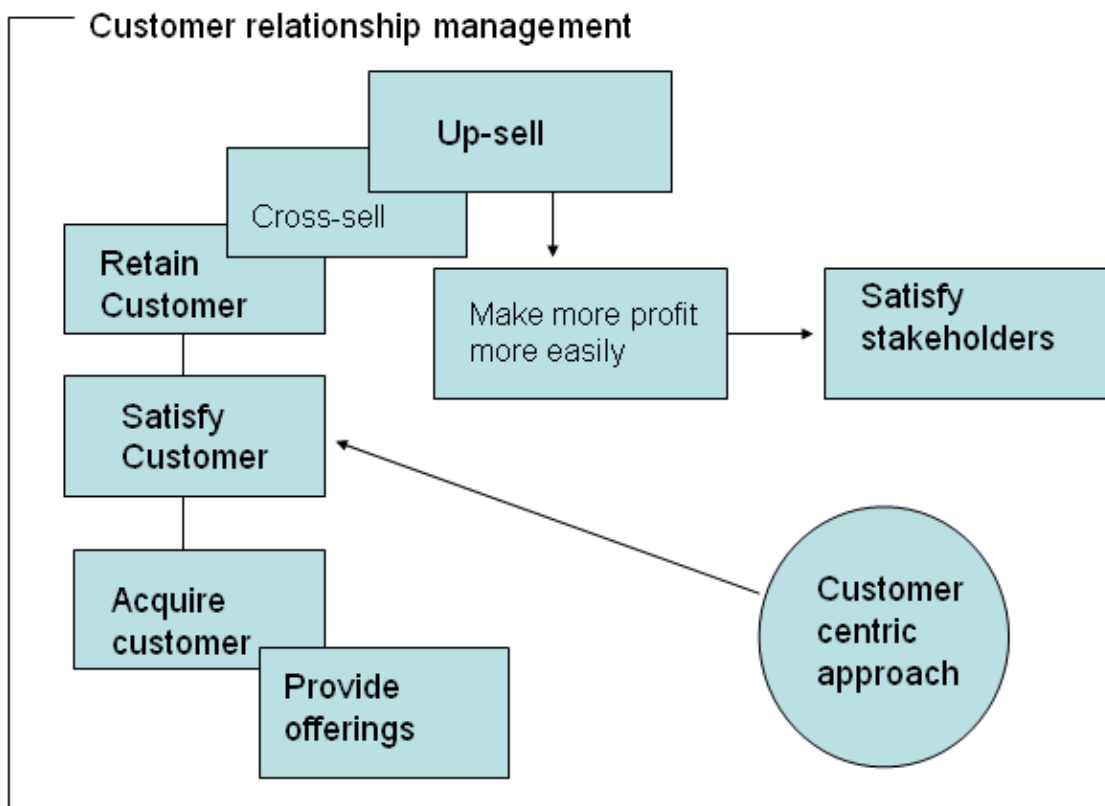 Customer relationship management
Up-sell
Cross-sell
Retain
Customer
Make more profit
more easily
Satisfy
stakeholders
Satisfy
Customer
Acquire
customer
Customer
centric
approach
Provide
offerings